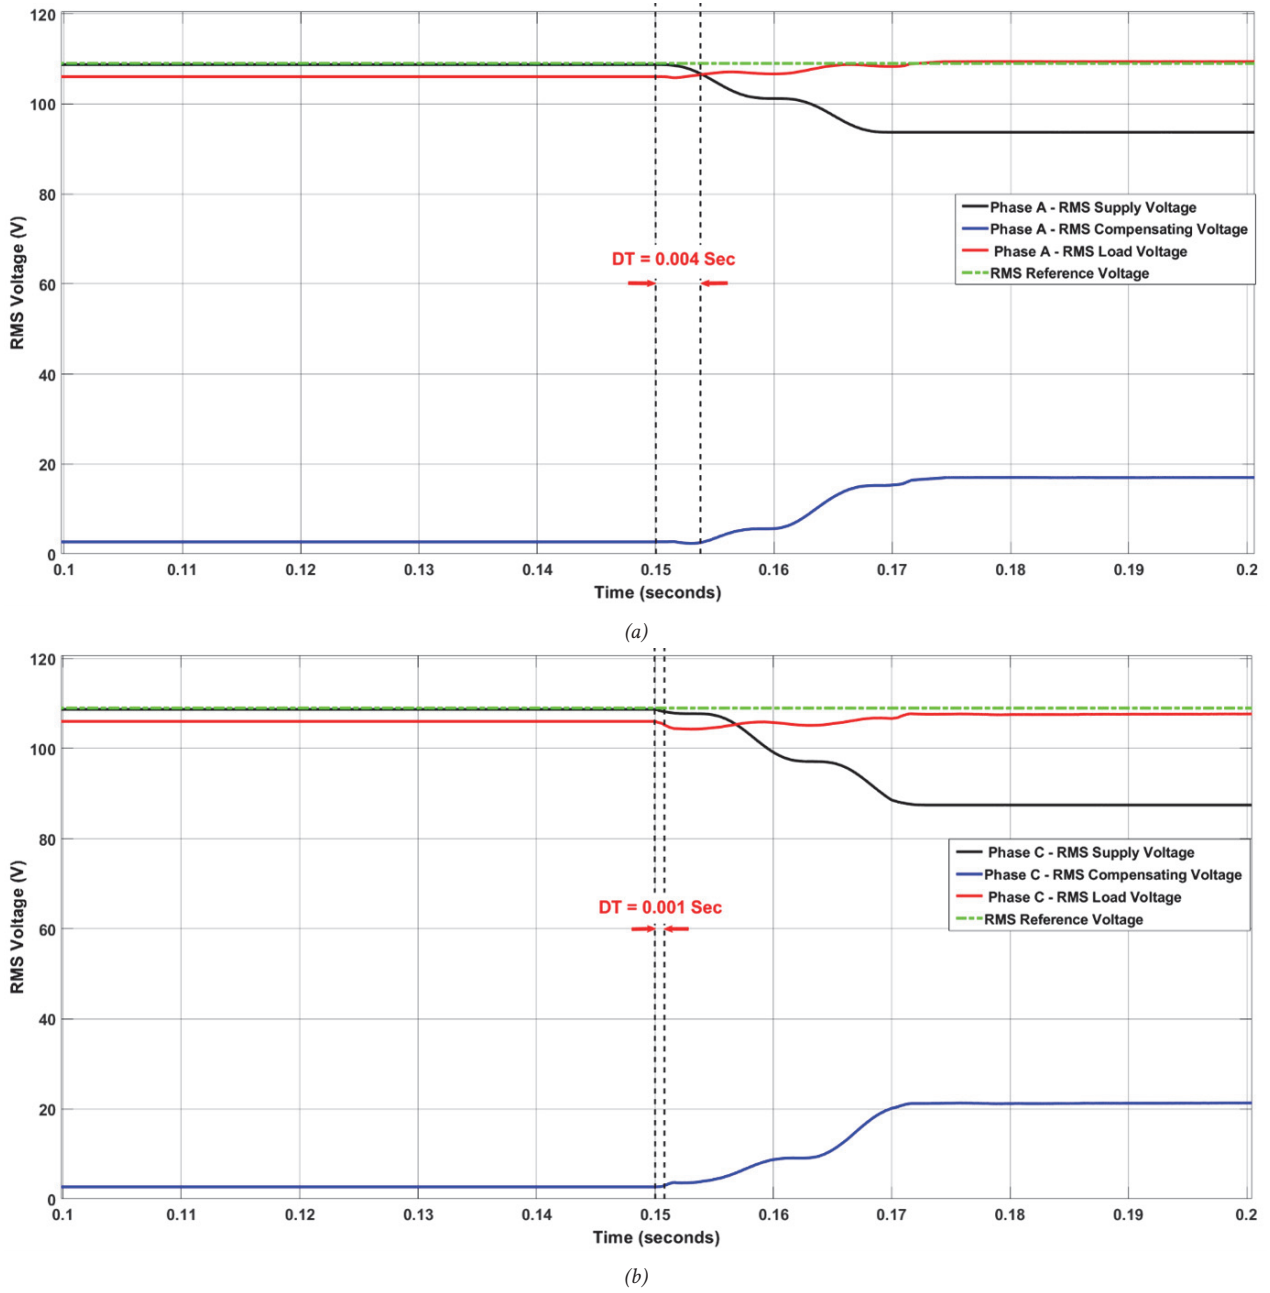 120
100
80
60
40
20
0
RMS Voltage (V)
DT = 0.004 Sec
Phase A - RMS Supply Voltage
Phase A - RMS Compensating Voltage
Phase A - RMS Load Voltage
RMS Reference Voltage
0.1 0.11 0.12 0.13 0.14 0.15 0.16 0.17 0.18 0.19 0.2
Time (seconds)
(a)
120
100
80
60
40
20
0
RMS Voltage (V)
DT = 0.001 Sec
Phase C - RMS Supply Voltage
Phase C - RMS Compensating Voltage
Phase C - RMS Load Voltage
RMS Reference Voltage
0.1 0.11 0.12 0.13 0.14 0.15 0.16 0.17 0.18 0.19 0.2
Time (seconds)
(b)